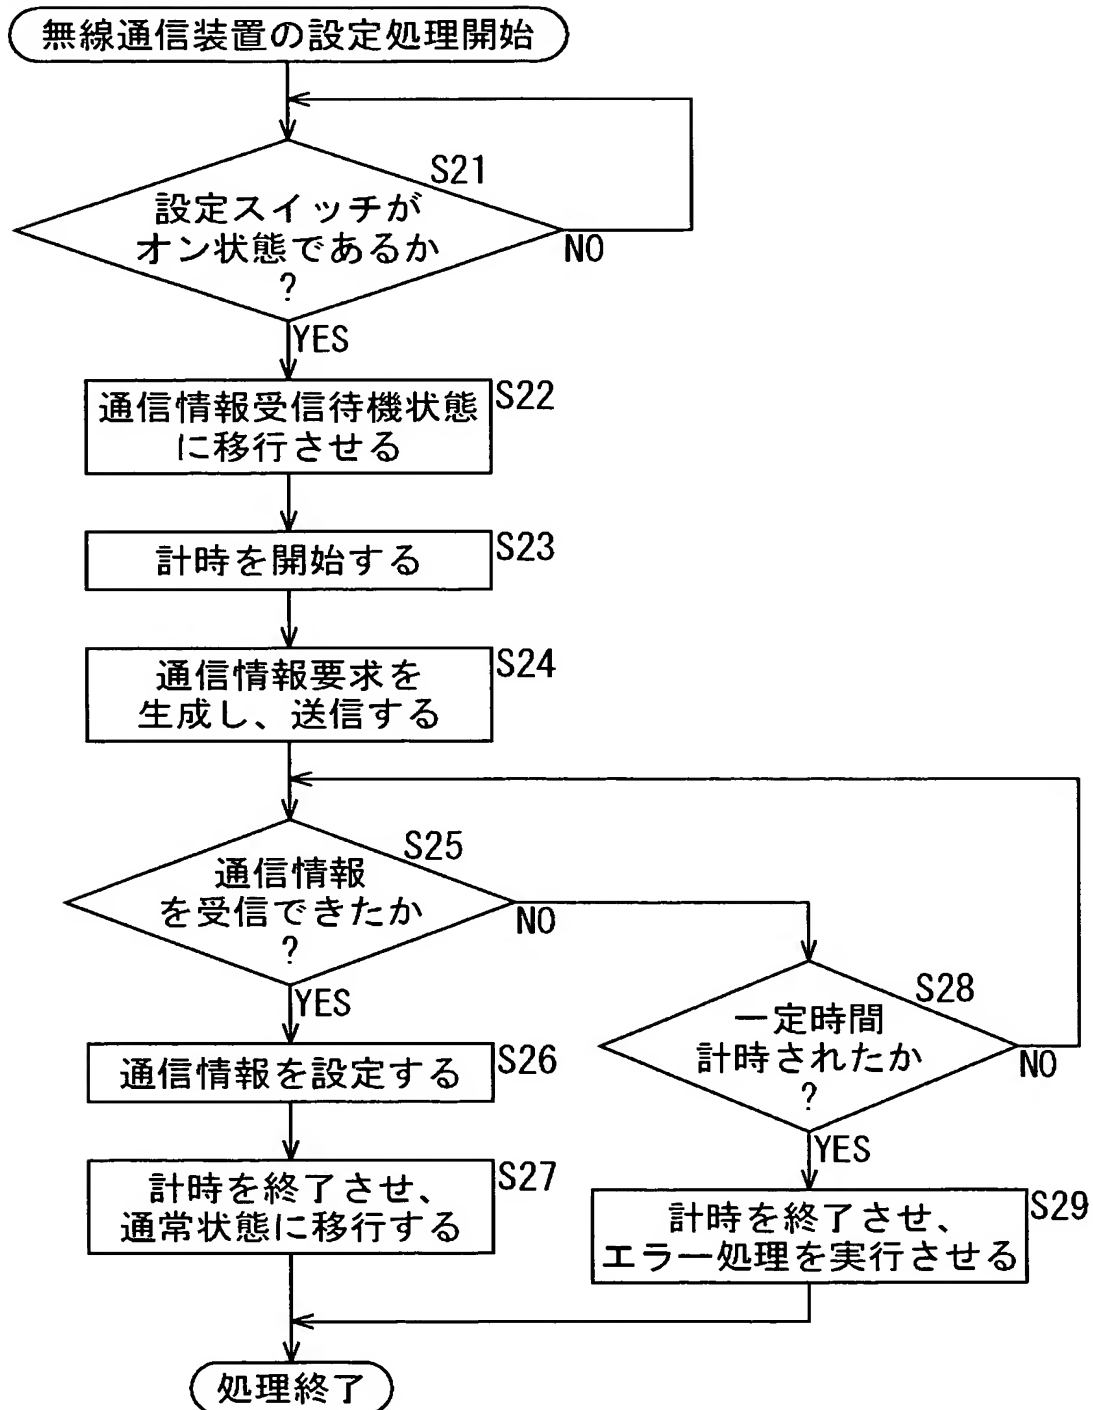 無線通信装置の設定処理開始
S21
設定スイッチが
オン状態であるか
?
NO
YES
S22
通信情報受信待機状態
に移行させる
S23
計時を開始する
S24
通信情報要求を
生成し、送信する
S25
通信情報
を受信できたか
?
NO
YES
S28
一定時間
計時されたか
?
NO
YES
S26
通信情報を設定する
S27
計時を終了させ、
通常状態に移行する
S29
計時を終了させ、
エラー処理を実行させる
処理終了